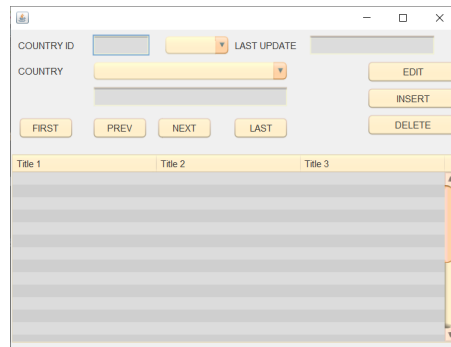 COUNTRY ID LAST UPDATE
COUNTRY EDIT
INSERT
FIRST PREV NEXT LAST DELETE
Title 1 Title 2 Title 3